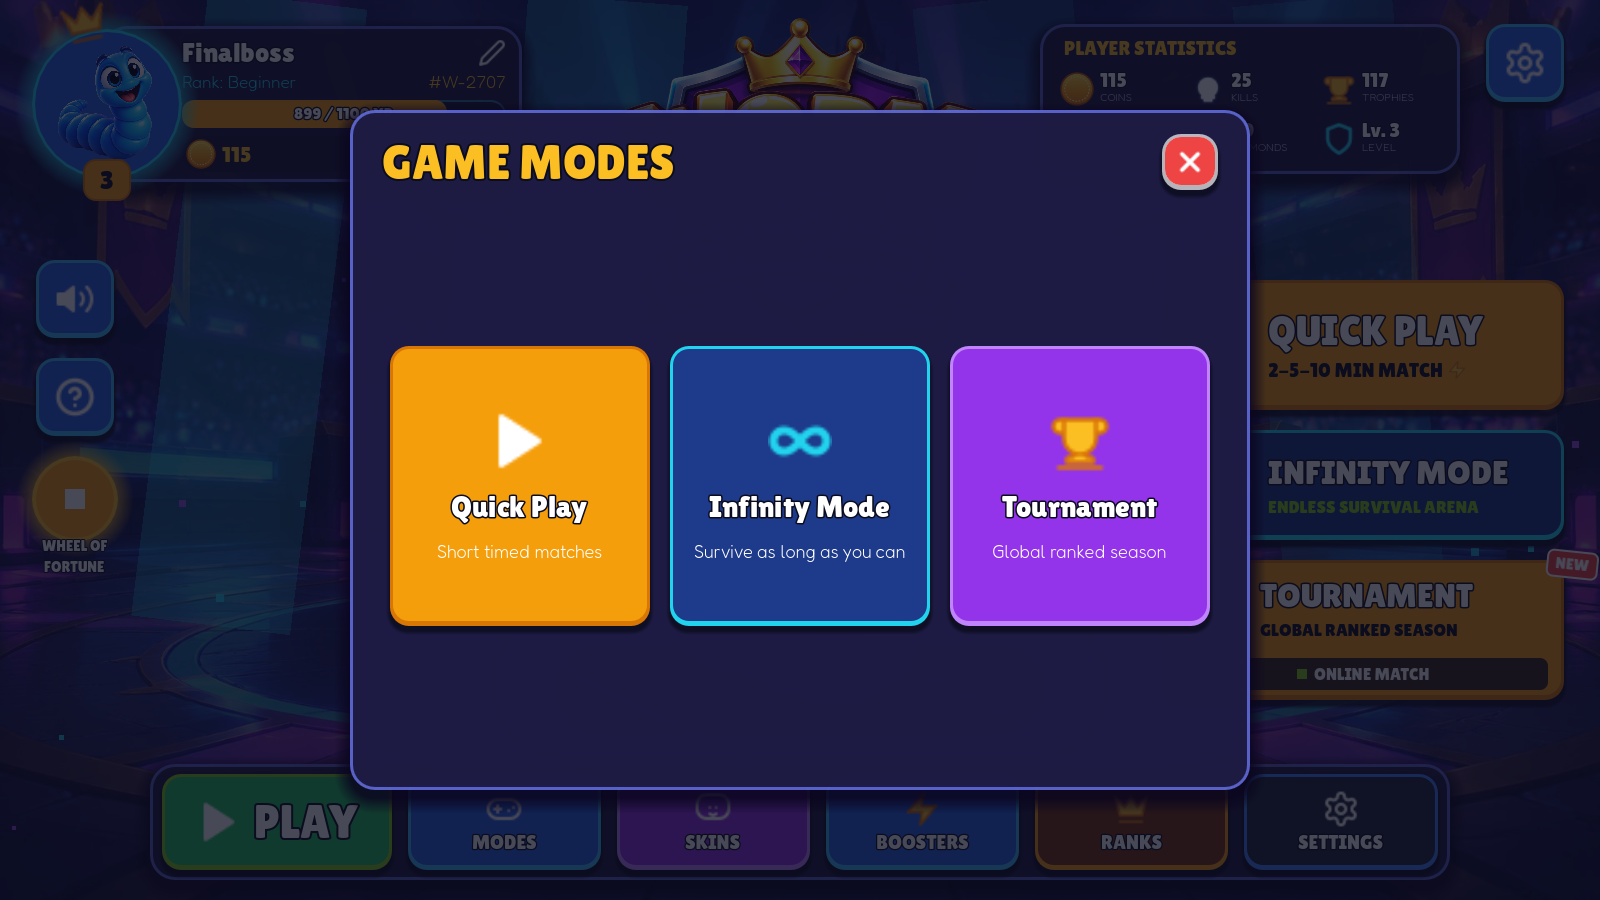 Finalboss
Rank: Beginner
#W-2707
899 / 1100
115
3
PLAYER STATISTICS
115
COINS
25
KILLS
117
TROPHIES
Lv. 3
LEVEL
GAME MODES
Quick Play
Short timed matches
Infinity Mode
Survive as long as you can
Tournament
Global ranked season
WHEEL OF
FORTUNE
QUICK PLAY
2-5-10 MIN MATCH
INFINITY MODE
ENDLESS SURVIVAL ARENA
NEW
TOURNAMENT
GLOBAL RANKED SEASON
ONLINE MATCH
PLAY
MODES
SKINS
BOOSTERS
RANKS
SETTINGS